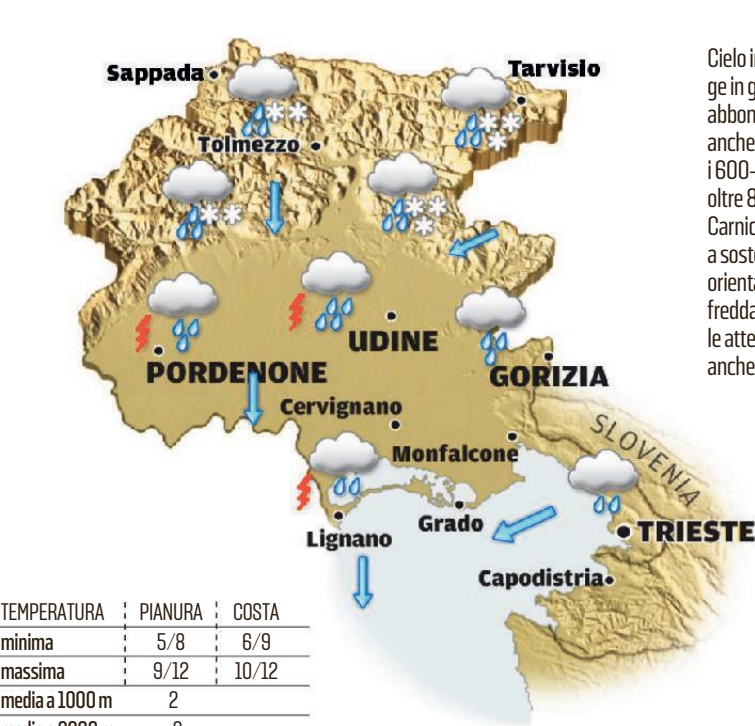 Sappada
Tarvisio
Tolmezzo
UDINE
PORDENONE
GORIZIA
Cervignano
Monfalcone
SLOVENIA
Grado
Lignano
TRIESTE
Capodistria
TEMPERATURA PIANURA COSTA
minima 5/8 6/9
massima 9/12 10/12
media a 1000 m 2
Cielo
ge in
abbon
anche
i 600-
oltre 8
Carnic
a soste
orienta
fredda
le atte
anche